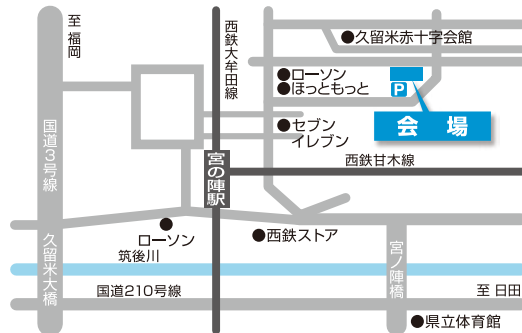 至
福岡
西鉄大牟田線
久留米赤十字会館
ローソン
ほっともっと
P
会 場
セブン
イレブン
国道3号線
宮の陣駅
西鉄甘木線
ローソン
西鉄ストア
久留米大橋
筑後川
宮ノ陣橋
国道210号線
至 日田
県立体育館